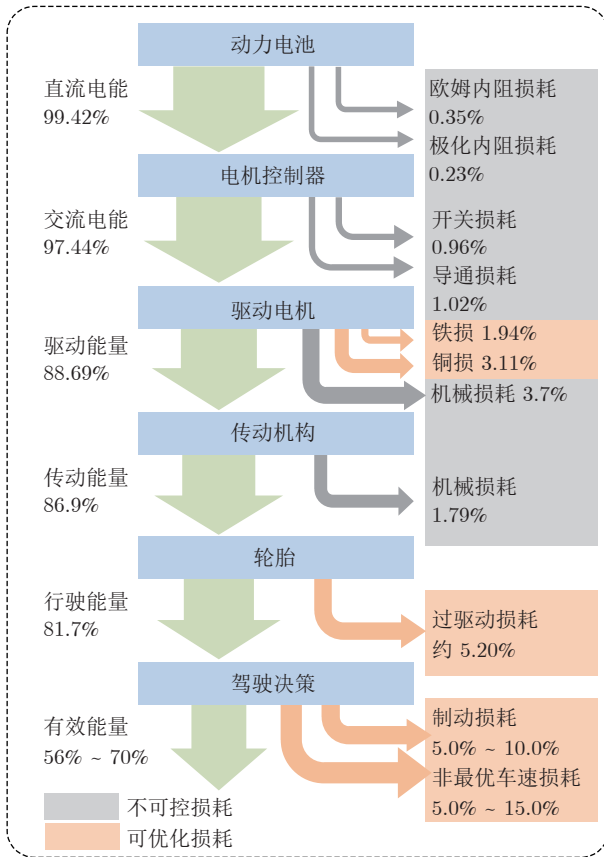 动力电池
直流电能
99.42%
欧姆内阻损耗
0.35%
极化内阻损耗
0.23%
电机控制器
交流电能
97.44%
开关损耗
0.96%
导通损耗
1.02%
驱动电机
驱动能量
88.69%
铁损 1.94%
铜损 3.11%
机械损耗 3.7%
传动机构
传动能量
86.9%
机械损耗
1.79%
轮胎
行驶能量
81.7%
过驱动损耗
约 5.20%
驾驶决策
有效能量
56% ~ 70%
制动损耗
5.0% ~ 10.0%
非最优车速损耗
5.0% ~ 15.0%
不可控损耗
可优化损耗